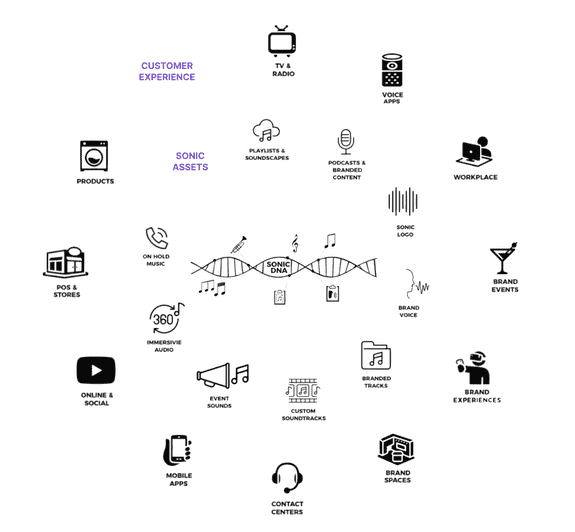 TV &
RADIO
CUSTOMER
EXPERIENCE
VOICE
APPS
SONIC
ASSETS
PLAYLISTS &
SOUNDSCAPES
PODCASTS &
BRANDED
CONTENT
PRODUCTS
WORKPLACE
SONIC
LOGO
ON HOLD
MUSIC
SONIC
DNA
POS &
STORES
BRAND
EVENTS
BRAND
VOICE
360
IMMERSIVIE
AUDIO
BRANDED
TRACKS
ONLINE &
SOCIAL
EVENT
SOUNDS
CUSTOM
SOUNDTRACKS
BRAND
EXPERIENCES
MOBILE
APPS
BRAND
SPACES
CONTACT
CENTERS